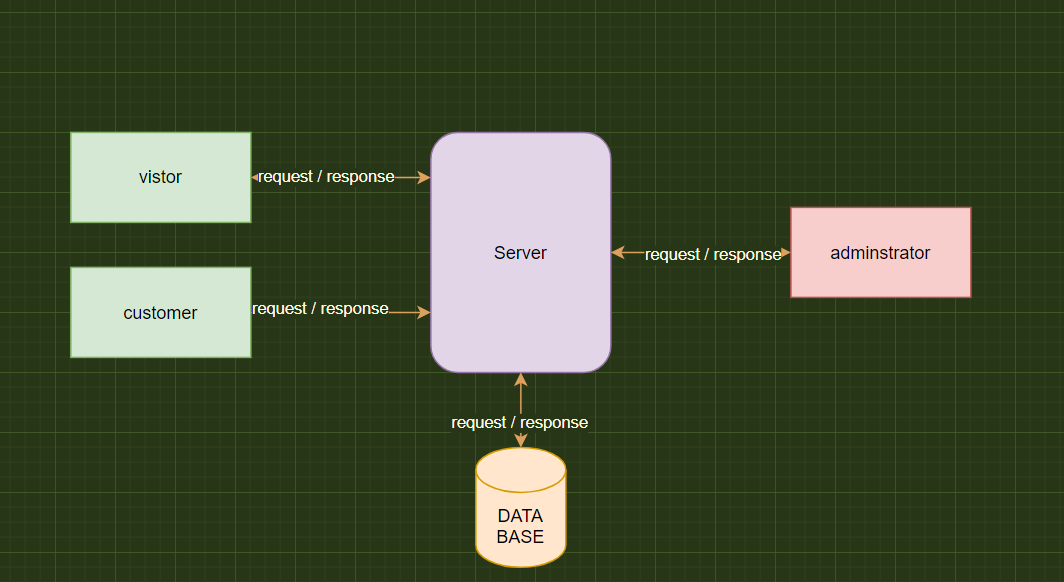 vistor
request / response
Server
customer
request / response
request / response
adminstrator
request / response
DATA
BASE